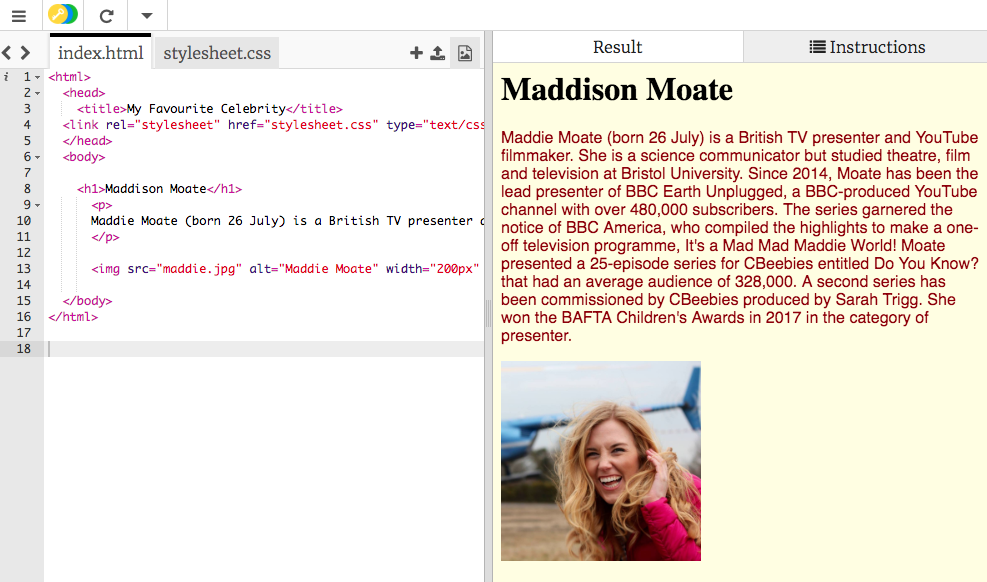 index.html stylesheet.css
Result Instructions
i 1 <html>
2 <head>
3 <title>My Favourite Celebrity</title>
4 <link rel="stylesheet" href="stylesheet.css" type="text/css
5 </head>
6 <body>
7
8 <h1>Maddison Moate</h1>
9 <p>
10 Maddie Moate (born 26 July) is a British TV presenter a
11 </p>
12
13 <img src="maddie.jpg" alt="Maddie Moate" width="200px"
14
15 </body>
16 </html>
17
18
Maddison Moate
Maddie Moate (born 26 July) is a British TV presenter and YouTube
filmmaker. She is a science communicator but studied theatre, film
and television at Bristol University. Since 2014, Moate has been the
lead presenter of BBC Earth Unplugged, a BBC-produced YouTube
channel with over 480,000 subscribers. The series garnered the
notice of BBC America, who compiled the highlights to make a one-
off television programme, It's a Mad Mad Maddie World! Moate
presented a 25-episode series for CBeebies entitled Do You Know?
that had an average audience of 328,000. A second series has
been commissioned by CBeebies produced by Sarah Trigg. She
won the BAFTA Children's Awards in 2017 in the category of
presenter.